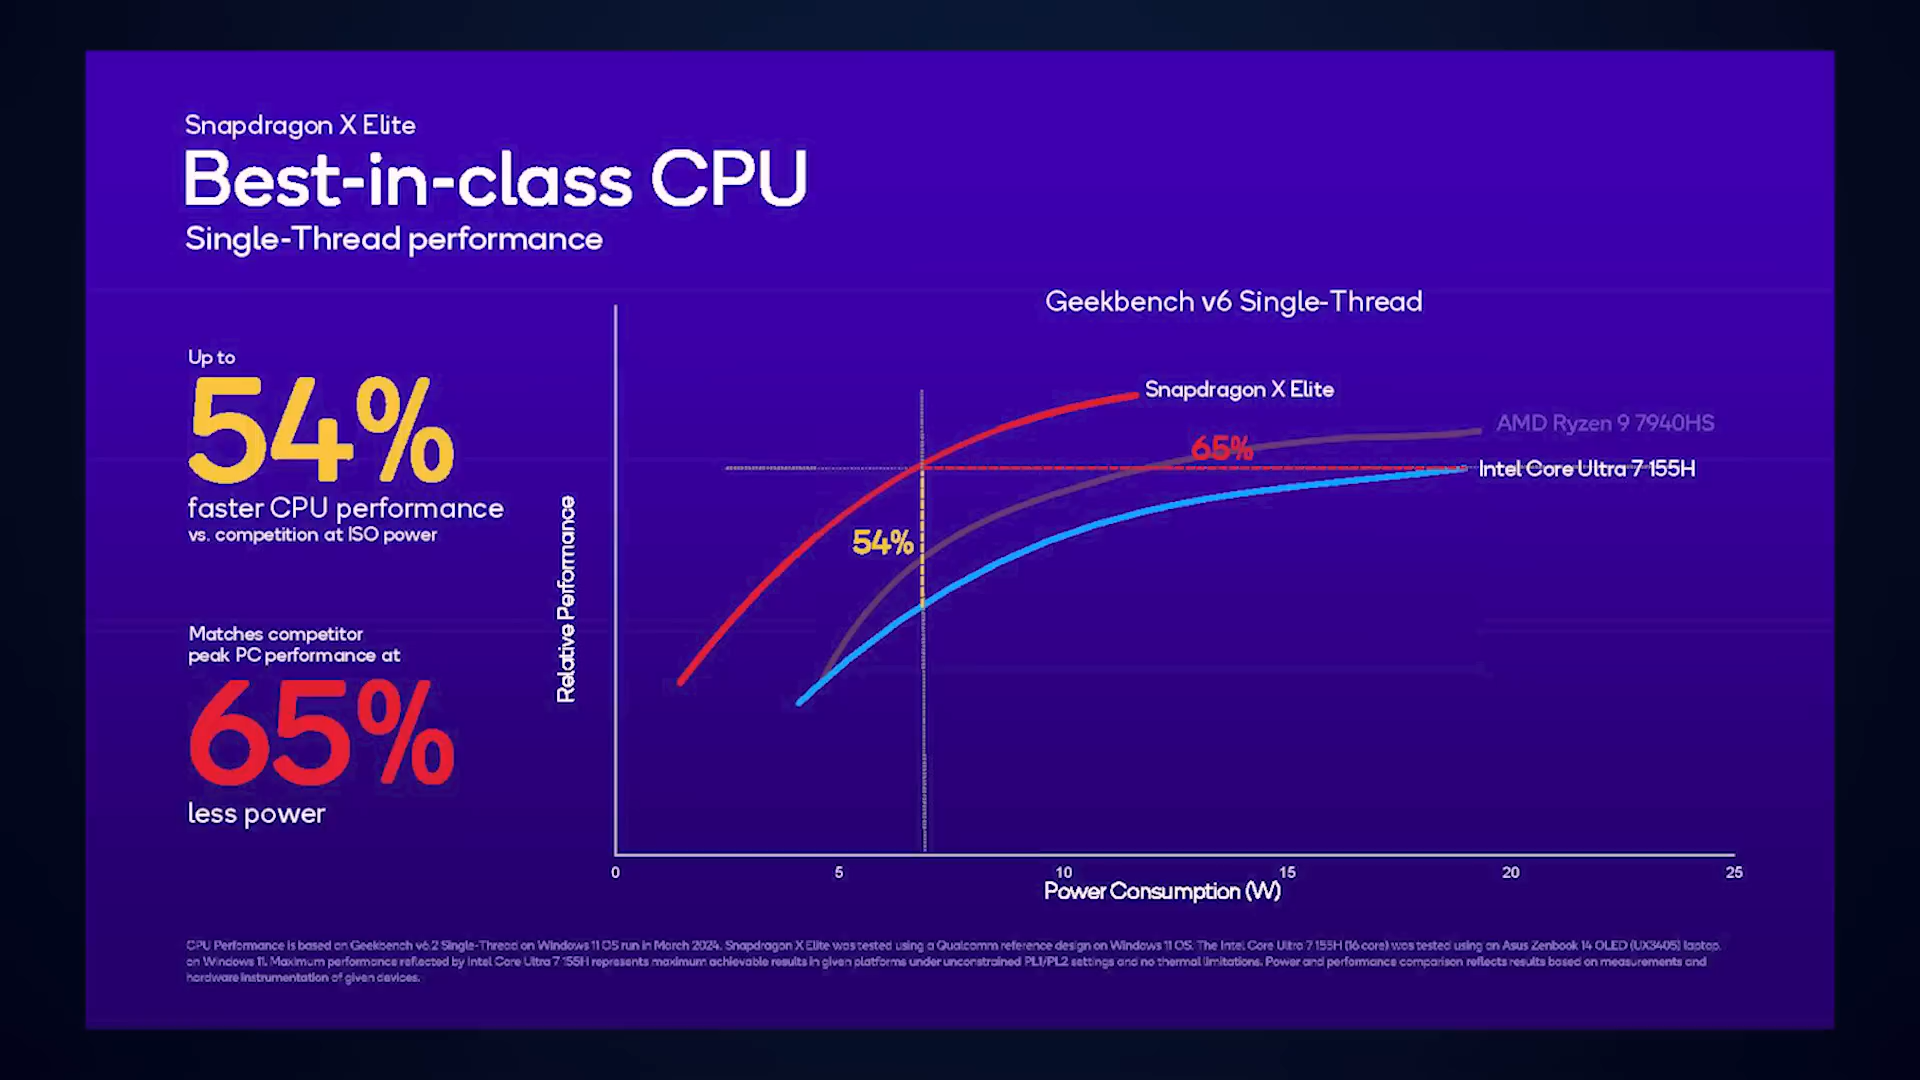 Snapdragon X Elite
Best-in-class CPU
Single-Thread performance
Up to
54%
faster CPU performance
vs. competition at ISO power
Matches competitor
peak PC performance at
65%
less power
Geekbench v6 Single-Thread
Snapdragon X Elite
AMD Ryzen 9 7940HS
65%
Intel Core Ultra 7 155H
54%
Relative Performance
0 5 10 15 20 25
Power Consumption (W)
CPU Performance is based on Geekbench v6.2 Single-Thread on Windows 11 OS run in March 2024. Snapdragon X Elite was tested using a Qualcomm reference design on Windows 11 OS. The Intel Core Ultra 7 155H (16 core) was tested using an Asus Zenbook 14 OLED (UX3405) laptop
on Windows 11. Maximum performance reflected by Intel Core Ultra 7 155H represents maximum achievable results in given platforms under unconstrained PL1/PL2 settings and no thermal limitations. Power and performance comparison reflects results based on measurements and
hardware instrumentation of given devices.